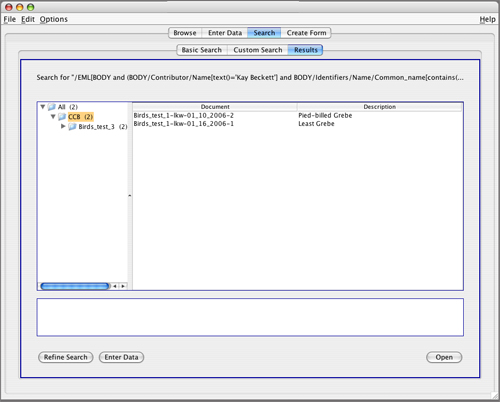 File Edit Options Help
Browse Enter Data Search Create Form
Basic Search Custom Search Results
Search for "/EML[BODY and (BODY/Contributor/Name[text()='Kay Beckett'] and BODY/Identifiers/Name/Common_name[contains(...
All (2)
CCB (2)
Birds_test_3 (2)
Document Description
Birds_test_1-lkw-01_10_2006-2 Pied-billed Grebe
Birds_test_1-lkw-01_16_2006-1 Least Grebe
Refine Search Enter Data Open